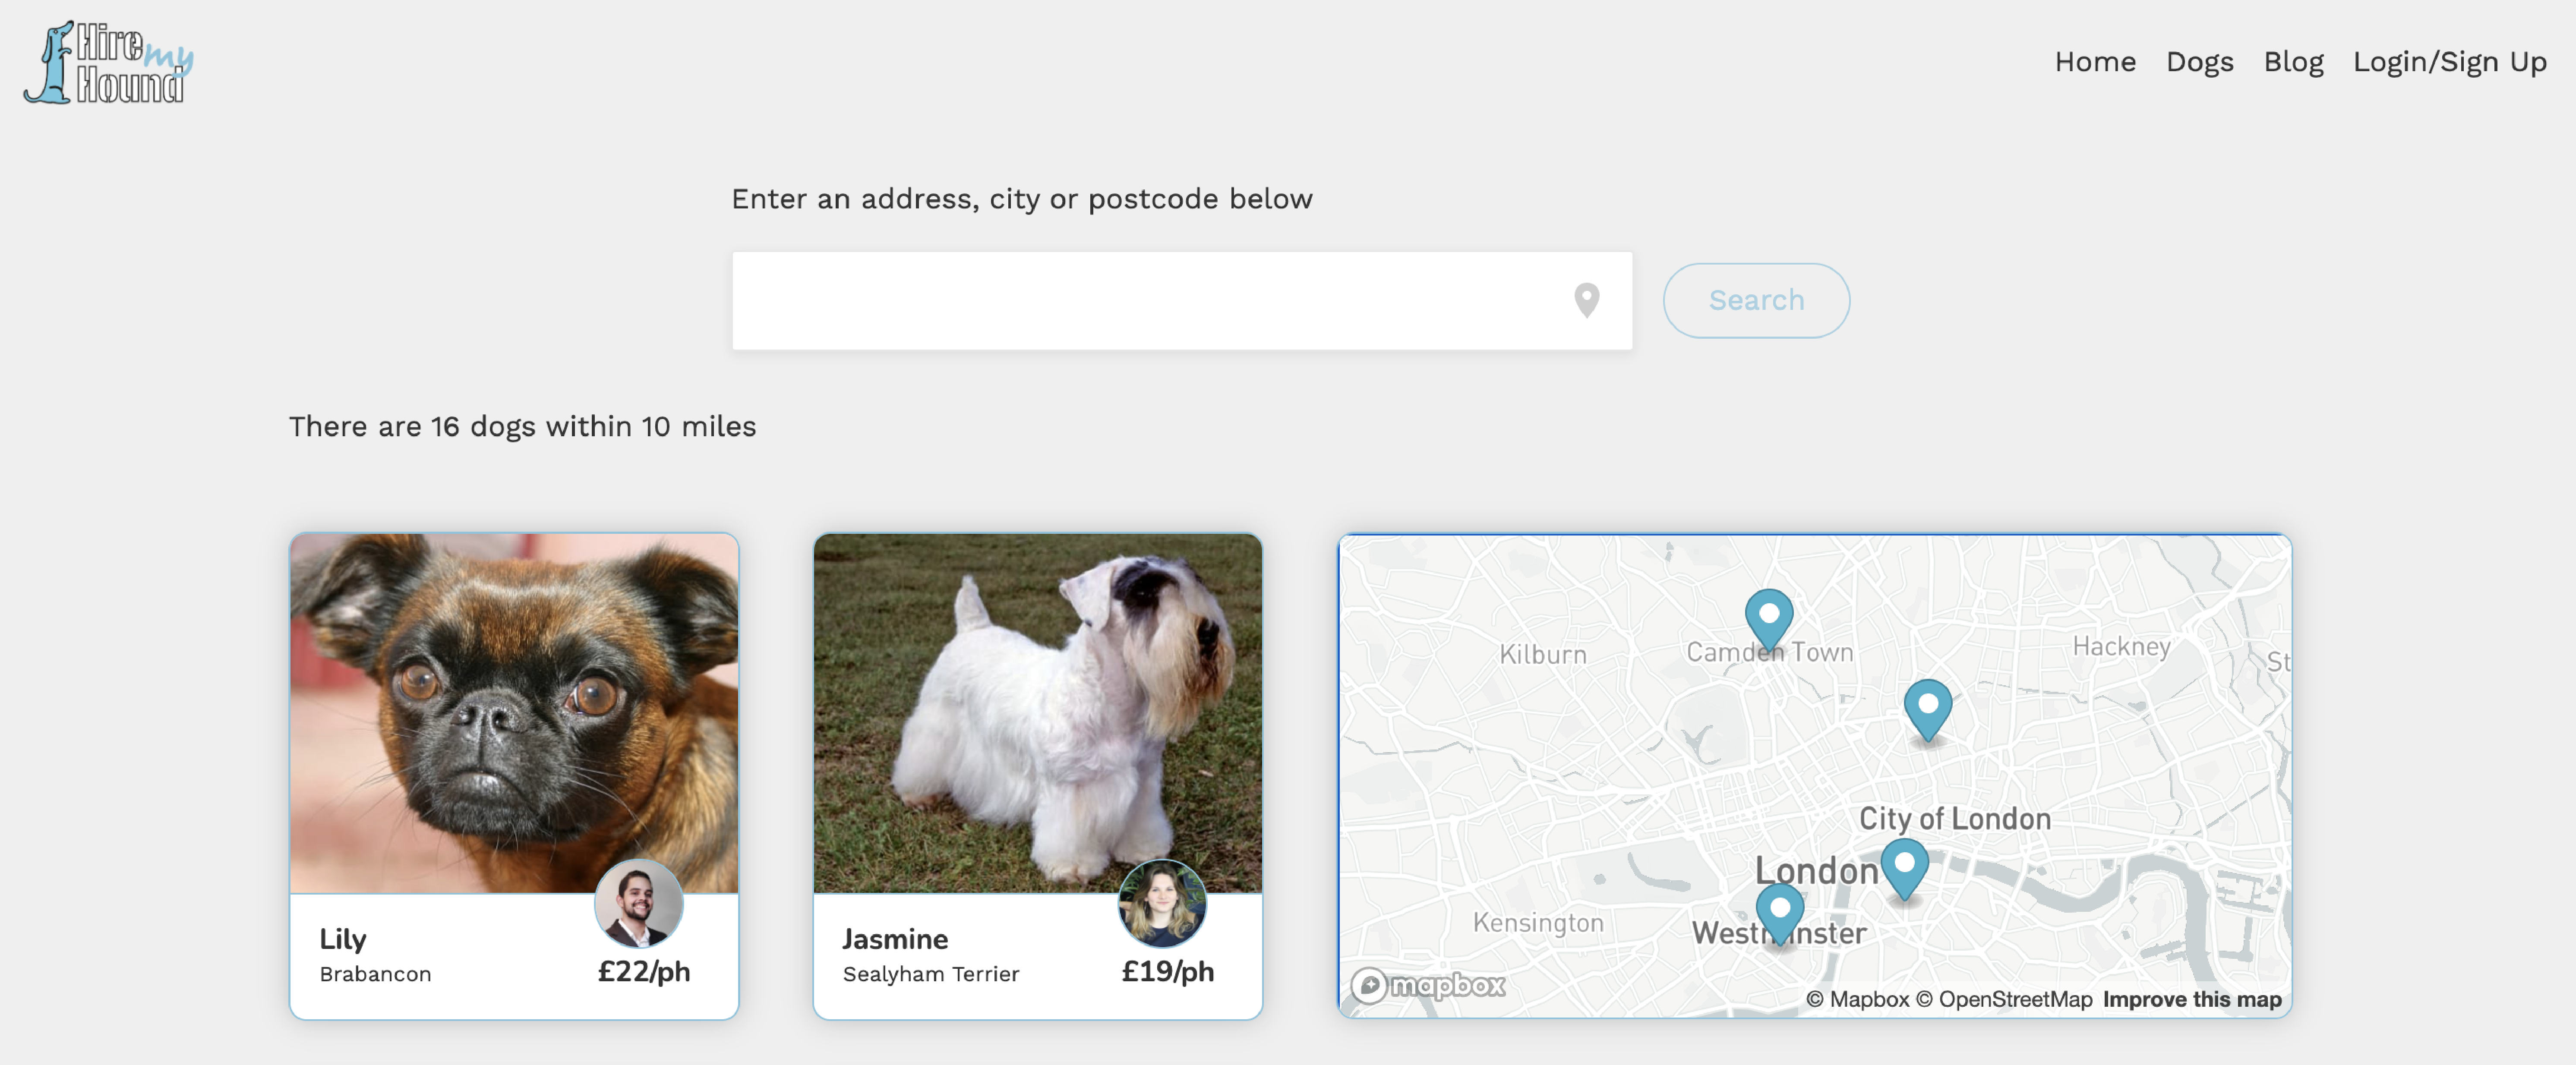 Hire my Hound
Home Dogs Blog Login/Sign Up
Enter an address, city or postcode below
Search
There are 16 dogs within 10 miles
Lily
Brabancon
£22/ph
Jasmine
Sealyham Terrier
£19/ph
Kilburn
Camden Town
Hackney
St
City of London
London
Kensington
Westminster
mapbox
© Mapbox © OpenStreetMap Improve this map